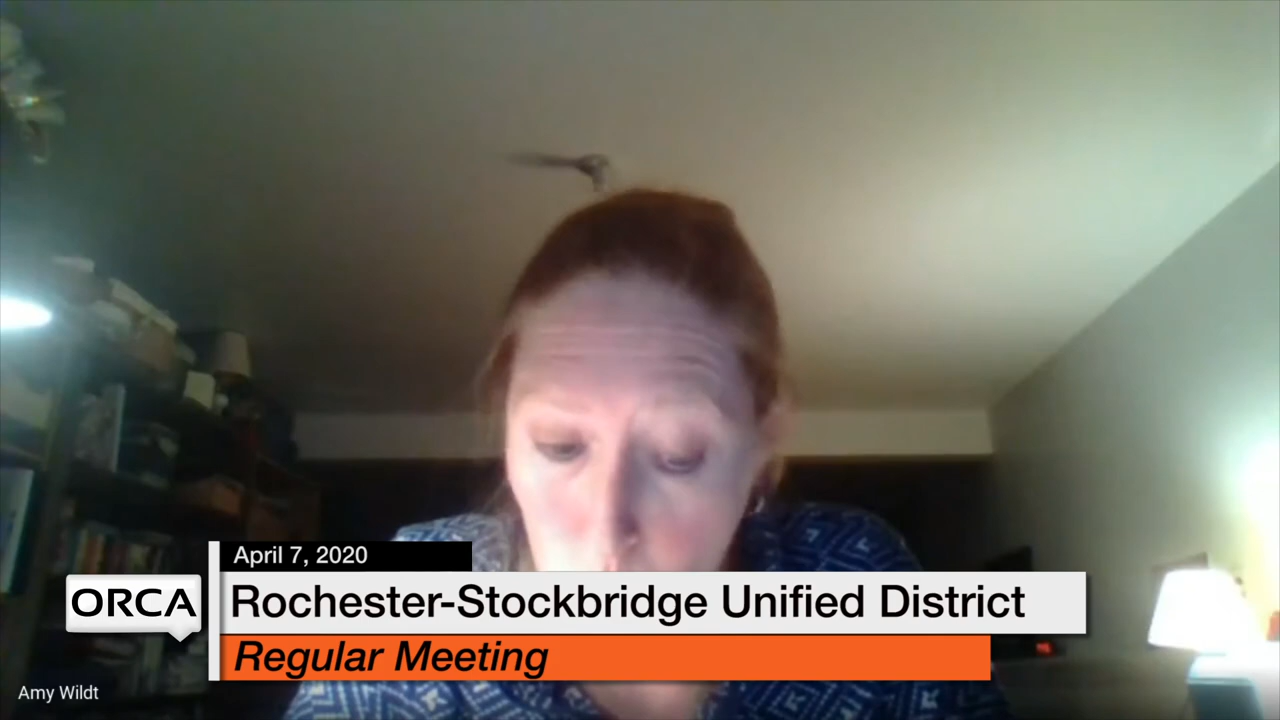 April 7, 2020
ORCA
Rochester-Stockbridge Unified District
Regular Meeting
Amy Wildt